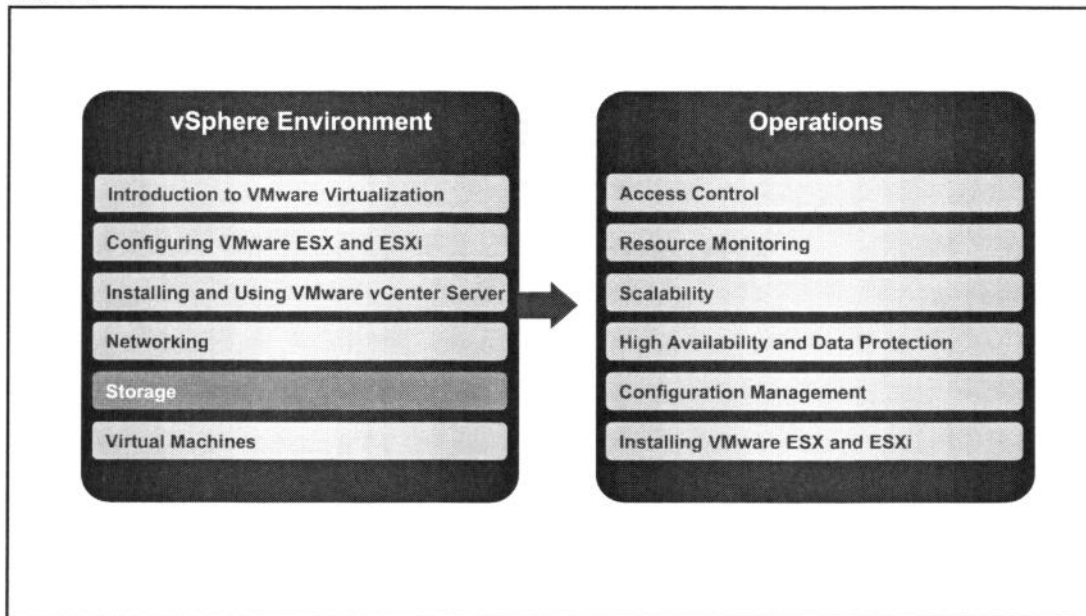 vSphere Environment
Introduction to VMware Virtualization
Configuring VMware ESX and ESXi
Installing and Using VMware vCenter Server
Networking
Storage
Virtual Machines
Operations
Access Control
Resource Monitoring
Scalability
High Availability and Data Protection
Configuration Management
Installing VMware ESX and ESXi